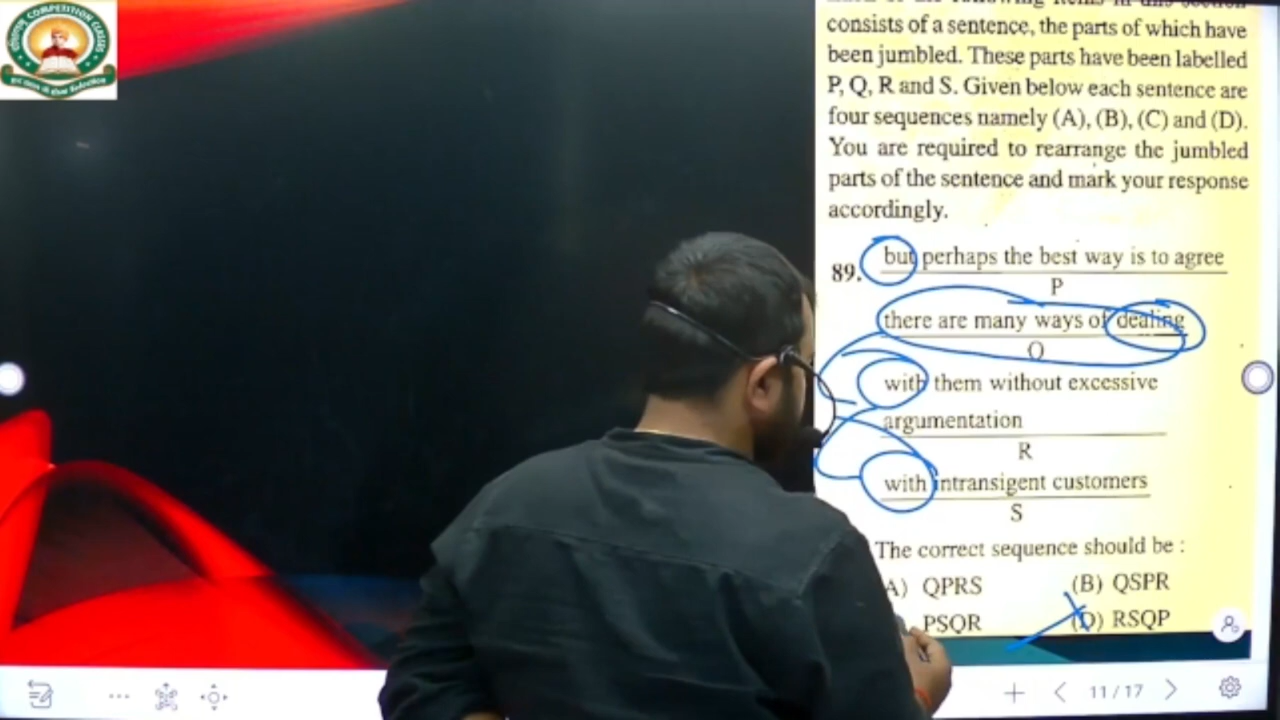 COMPETITION CLASSES
consists of a sentence, the parts of which have
been jumbled. These parts have been labelled
P, Q, R and S. Given below each sentence are
four sequences namely (A), (B), (C) and (D).
You are required to rearrange the jumbled
parts of the sentence and mark your response
accordingly.
89. but perhaps the best way is to agree
P
there are many ways of dealing
Q
with them without excessive
argumentation
R
with intransigent customers
S
The correct sequence should be :
A) QPRS (B) QSPR
PSQR (D) RSQP
11 / 17